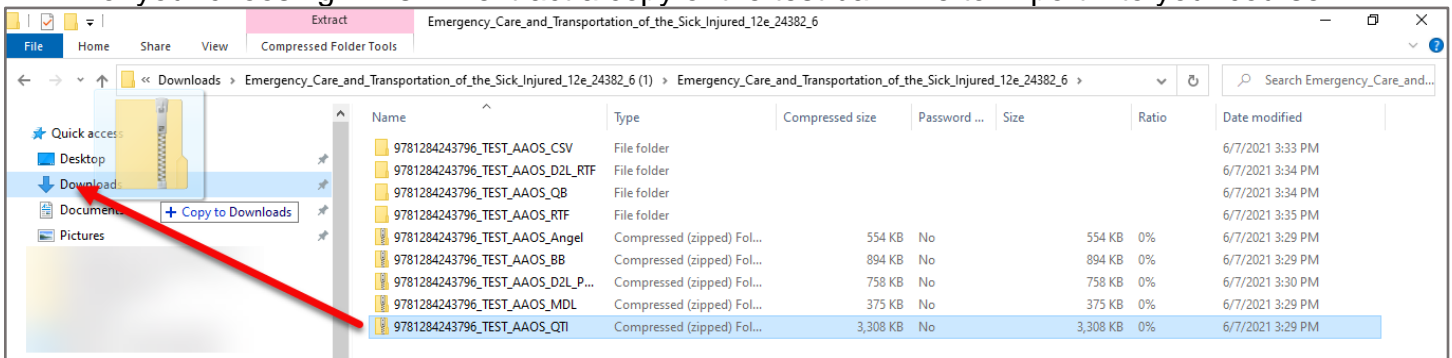 Extract Emergency_Care_and_Transportation_of_the_Sick_Injured_12e_24382_6
File Home Share View Compressed Folder Tools
« Downloads > Emergency_Care_and_Transportation_of_the_Sick_Injured_12e_24382_6 (1) > Emergency_Care_and_Transportation_of_the_Sick_Injured_12e_24382_6 > Search Emergency_Care_and...
Name Type Compressed size Password ... Size Ratio Date modified
Quick access
Desktop
Downloads
Documents + Copy to Downloads
Pictures
9781284243796_TEST_AAOS_CSV File folder 6/7/2021 3:33 PM
9781284243796_TEST_AAOS_D2L_RTF File folder 6/7/2021 3:34 PM
9781284243796_TEST_AAOS_QB File folder 6/7/2021 3:34 PM
9781284243796_TEST_AAOS_RTF File folder 6/7/2021 3:35 PM
9781284243796_TEST_AAOS_Angel Compressed (zipped) Fol... 554 KB No 554 KB 0% 6/7/2021 3:29 PM
9781284243796_TEST_AAOS_BB Compressed (zipped) Fol... 894 KB No 894 KB 0% 6/7/2021 3:29 PM
9781284243796_TEST_AAOS_D2L_P... Compressed (zipped) Fol... 758 KB No 758 KB 0% 6/7/2021 3:30 PM
9781284243796_TEST_AAOS_MDL Compressed (zipped) Fol... 375 KB No 375 KB 0% 6/7/2021 3:29 PM
9781284243796_TEST_AAOS_QTI Compressed (zipped) Fol... 3,308 KB No 3,308 KB 0% 6/7/2021 3:29 PM